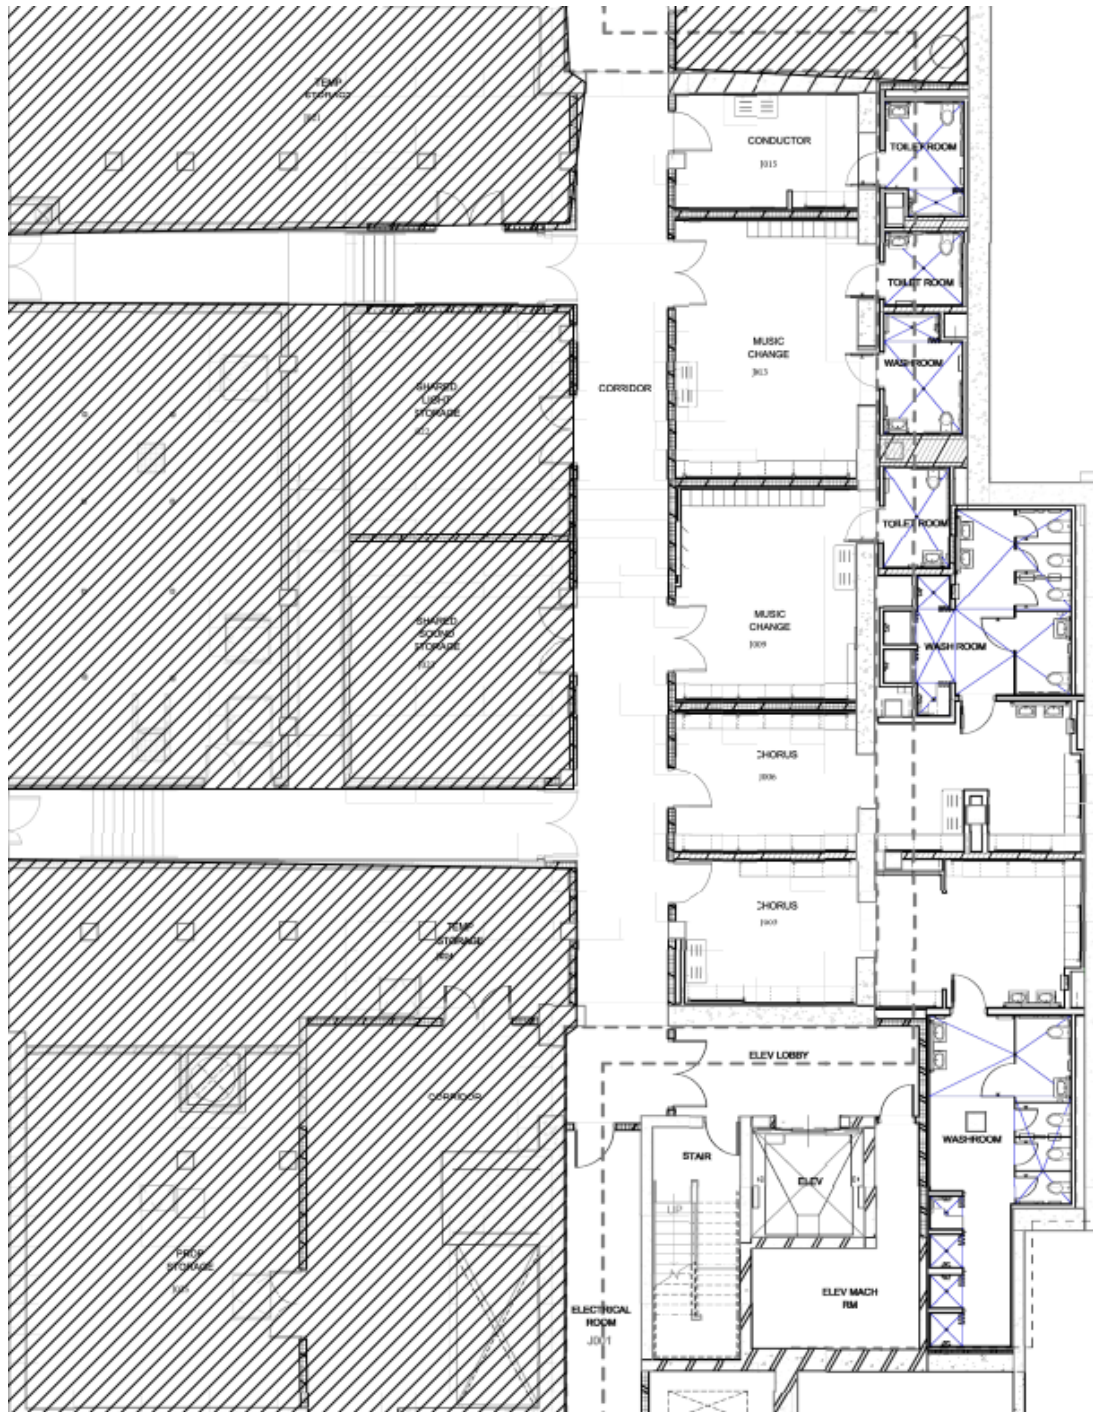 TEMP
STORAGE
J021
CONDUCTOR
J015
TOILET ROOM
TOILET ROOM
MUSIC
CHANGE
J013
WASHROOM
CORRIDOR
SHARED
LIGHT
STORAGE
TOILET ROOM
SHARED
SOUND
STORAGE
MUSIC
CHANGE
J009
WASHROOM
CHORUS
J006
CHORUS
TEMP
STORAGE
ELEV LOBBY
CORRIDOR
WASHROOM
STAIR
ELEV
UP
PROP
STORAGE
ELEV MACH
RM
ELECTRICAL
ROOM
J001